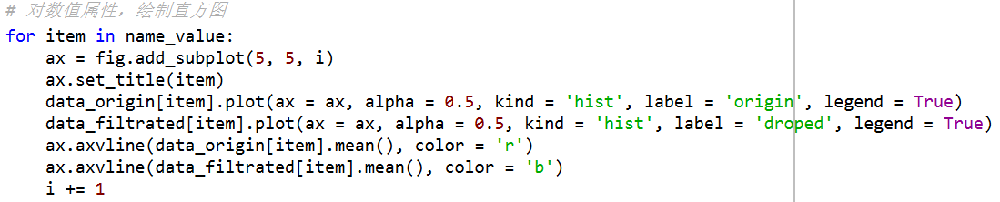 # 对数值属性，绘制直方图
for item in name_value:
    ax = fig.add_subplot(5, 5, i)
    ax.set_title(item)
    data_origin[item].plot(ax = ax, alpha = 0.5, kind = 'hist', label = 'origin', legend = True)
    data_filtrated[item].plot(ax = ax, alpha = 0.5, kind = 'hist', label = 'droped', legend = True)
    ax.axvline(data_origin[item].mean(), color = 'r')
    ax.axvline(data_filtrated[item].mean(), color = 'b')
    i += 1